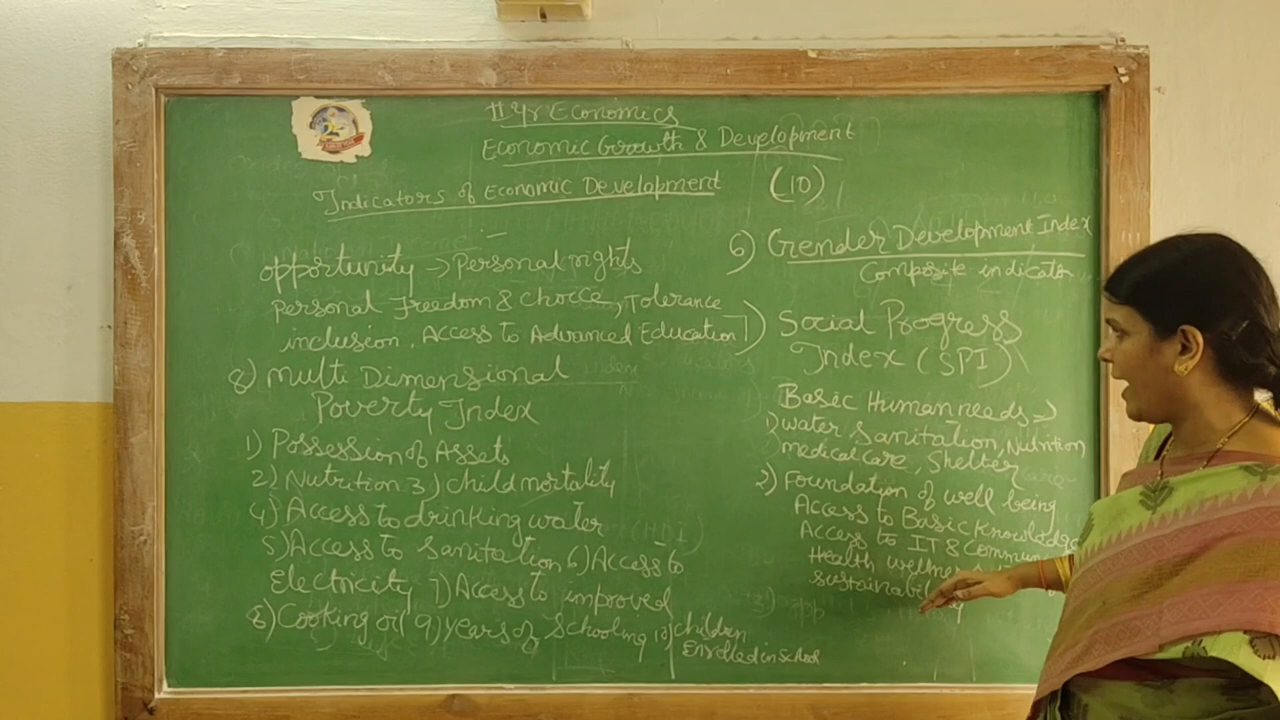 II Yr Economics
Economic Growth & Development
Indicators of Economic Development (10)
opportunity → Personal rights
Personal Freedom & choice, Tolerance
inclusion, Access to Advanced Education
8) Multi Dimensional
Poverty Index
1) Possession of Assets
2) Nutrition 3) child mortality
4) Access to drinking water
5) Access to Sanitation 6) Access to
Electricity 7) Access to improved
8) Cooking oil 9) years of Schooling 10) children
Enrolled in school
6) Gender Development Index
Composite indicator
7) Social Progress
Index (SPI)
Basic Human needs →
1) water Sanitation, Nutrition
medical care, Shelter
2) Foundation of well being
Access to Basic Knowledge
Access to IT & commun
Health wellne
sustainabil